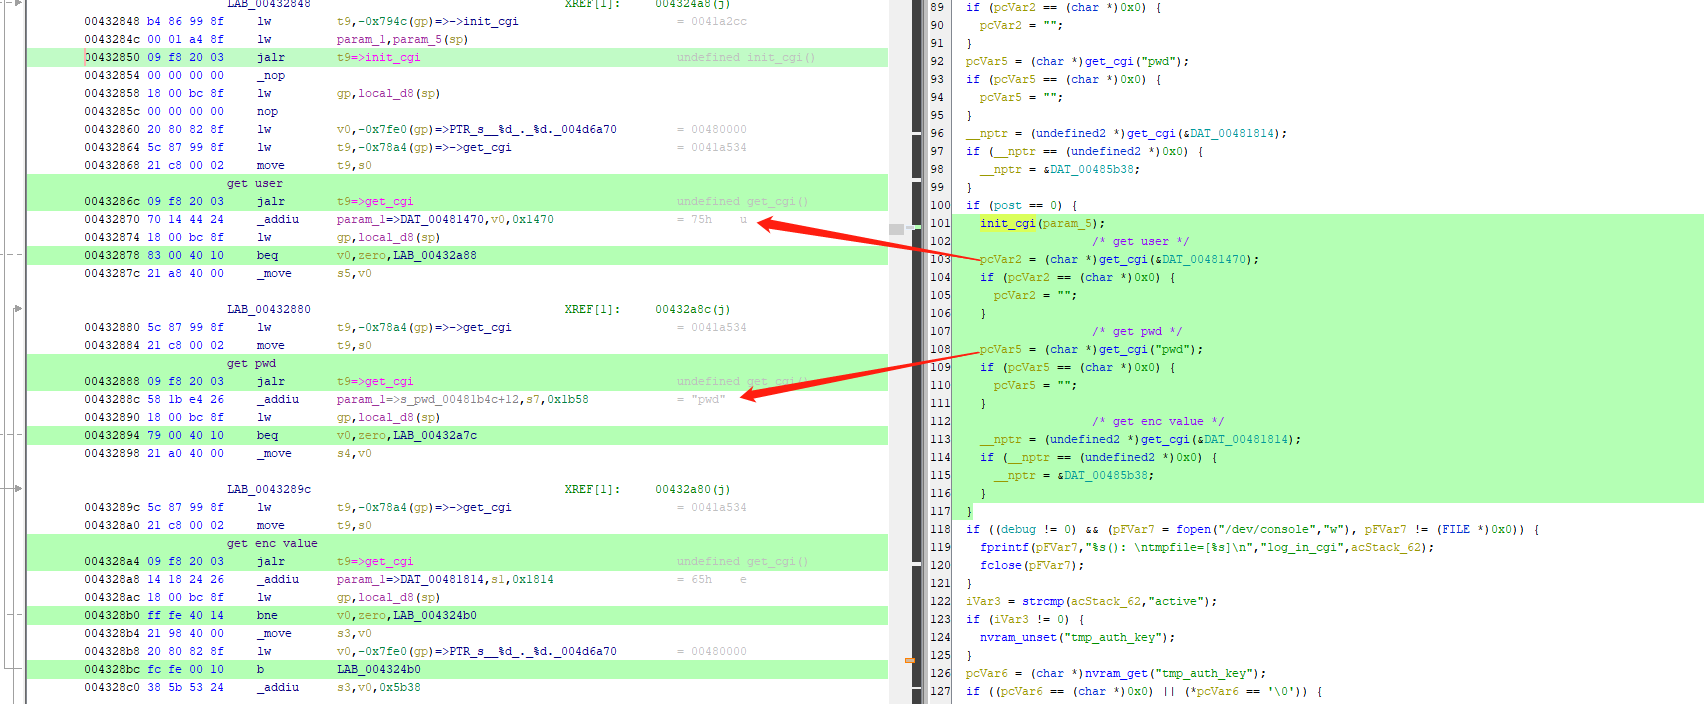 LAB_00432848 XREF[1]: 004324a8(j)
00432848 b4 86 99 8f lw t9,-0x794c(gp)=>->init_cgi = 0041a2cc
0043284c 00 01 a4 8f lw param_1,param_5(sp)
00432850 09 f8 20 03 jalr t9=>init_cgi undefined init_cgi()
00432854 00 00 00 00 _nop
00432858 18 00 bc 8f lw gp,local_d8(sp)
0043285c 00 00 00 00 nop
00432860 20 80 82 8f lw v0,-0x7fe0(gp)=>PTR_s__%d_._%d._004d6a70 = 00480000
00432864 5c 87 99 8f lw t9,-0x78a4(gp)=>->get_cgi = 0041a534
00432868 21 c8 00 02 move t9,s0
get user
0043286c 09 f8 20 03 jalr t9=>get_cgi undefined get_cgi()
00432870 70 14 44 24 _addiu param_1=>DAT_00481470,v0,0x1470 = 75h u
00432874 18 00 bc 8f lw gp,local_d8(sp)
00432878 83 00 40 10 beq v0,zero,LAB_00432a88
0043287c 21 a8 40 00 _move s5,v0
LAB_00432880 XREF[1]: 00432a8c(j)
00432880 5c 87 99 8f lw t9,-0x78a4(gp)=>->get_cgi = 0041a534
00432884 21 c8 00 02 move t9,s0
get pwd
00432888 09 f8 20 03 jalr t9=>get_cgi undefined get_cgi()
0043288c 58 1b e4 26 _addiu param_1=>s_pwd_00481b4c+12,s7,0x1b58 = "pwd"
00432890 18 00 bc 8f lw gp,local_d8(sp)
00432894 79 00 40 10 beq v0,zero,LAB_00432a7c
00432898 21 a0 40 00 _move s4,v0
LAB_0043289c XREF[1]: 00432a80(j)
0043289c 5c 87 99 8f lw t9,-0x78a4(gp)=>->get_cgi = 0041a534
004328a0 21 c8 00 02 move t9,s0
get enc value
004328a4 09 f8 20 03 jalr t9=>get_cgi undefined get_cgi()
004328a8 14 18 24 26 _addiu param_1=>DAT_00481814,s1,0x1814 = 65h e
004328ac 18 00 bc 8f lw gp,local_d8(sp)
004328b0 ff fe 40 14 bne v0,zero,LAB_004324b0
004328b4 21 98 40 00 _move s3,v0
004328b8 20 80 82 8f lw v0,-0x7fe0(gp)=>PTR_s__%d_._%d._004d6a70 = 00480000
004328bc fc fe 00 10 b LAB_004324b0
004328c0 38 5b 53 24 _addiu s3,v0,0x5b38
89 if (pcVar2 == (char *)0x0) {
90 pcVar2 = "";
91 }
92 pcVar5 = (char *)get_cgi("pwd");
93 if (pcVar5 == (char *)0x0) {
94 pcVar5 = "";
95 }
96 __nptr = (undefined2 *)get_cgi(&DAT_00481814);
97 if (__nptr == (undefined2 *)0x0) {
98 __nptr = &DAT_00485b38;
99 }
100 if (post == 0) {
101 init_cgi(param_5);
102 /* get user */
103 pcVar2 = (char *)get_cgi(&DAT_00481470);
104 if (pcVar2 == (char *)0x0) {
105 pcVar2 = "";
106 }
107 /* get pwd */
108 pcVar5 = (char *)get_cgi("pwd");
109 if (pcVar5 == (char *)0x0) {
110 pcVar5 = "";
111 }
112 /* get enc value */
113 __nptr = (undefined2 *)get_cgi(&DAT_00481814);
114 if (__nptr == (undefined2 *)0x0) {
115 __nptr = &DAT_00485b38;
116 }
117 }
118 if ((debug != 0) && (pFVar7 = fopen("/dev/console","w"), pFVar7 != (FILE *)0x0)) {
119 fprintf(pFVar7,"%s(): \ntmpfile=[%s]\n","log_in_cgi",acStack_62);
120 fclose(pFVar7);
121 }
122 iVar3 = strcmp(acStack_62,"active");
123 if (iVar3 != 0) {
124 nvram_unset("tmp_auth_key");
125 }
126 pcVar6 = (char *)nvram_get("tmp_auth_key");
127 if ((pcVar6 == (char *)0x0) || (*pcVar6 == '\0')) {